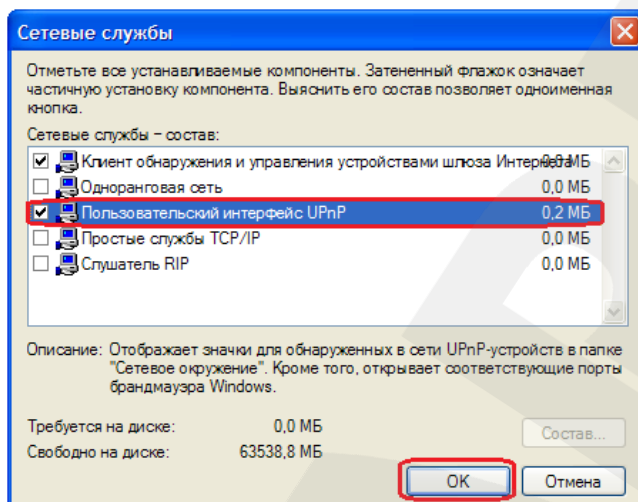 Сетевые службы
Отметьте все устанавливаемые компоненты. Затененный флажок означает
частичную установку компонента. Выяснить его состав позволяет одноименная
кнопка.
Сетевые службы – состав:
Клиент обнаружения и управления устройствами шлюза Интернета 0,0 МБ
Одноранговая сеть 0,0 МБ
Пользовательский интерфейс UPnP 0,2 МБ
Простые службы TCP/IP 0,0 МБ
Слушатель RIP 0,0 МБ
Описание: Отображает значки для обнаруженных в сети UPnP-устройств в папке
"Сетевое окружение". Кроме того, открывает соответствующие порты
брандмауэра Windows.
Требуется на диске: 0,0 МБ
Состав...
Свободно на диске: 63538,8 МБ
OK Отмена